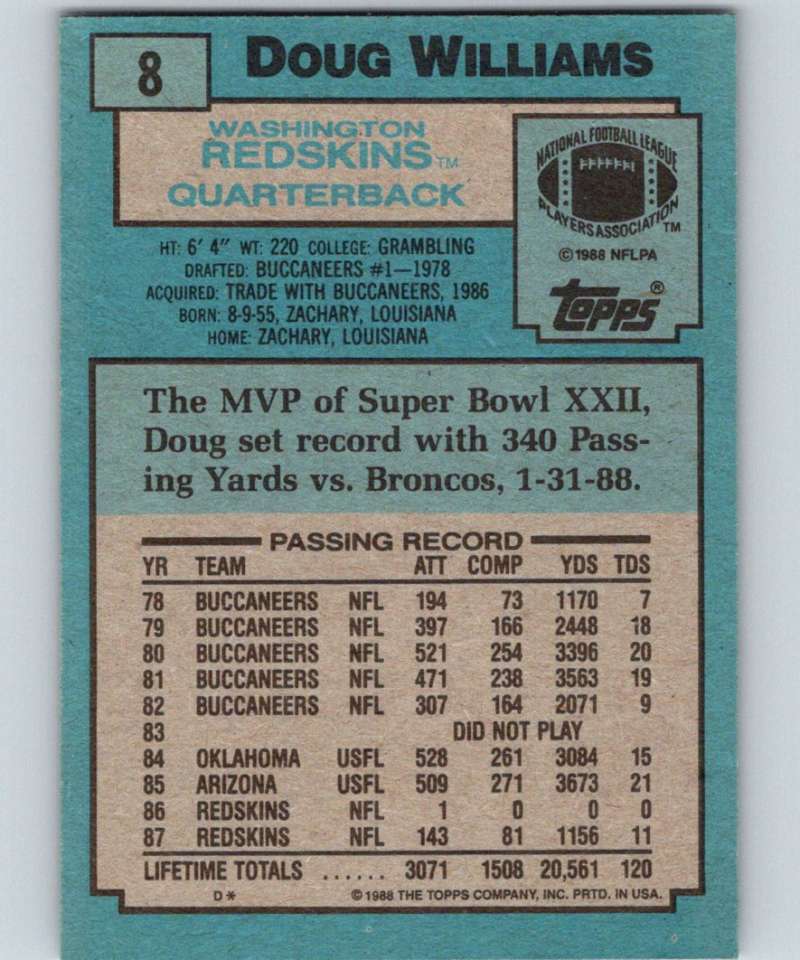 8
DOUG WILLIAMS
WASHINGTON
REDSKINS™
QUARTERBACK
NATIONAL FOOTBALL LEAGUE
PLAYERS ASSOCIATION™
©1988 NFLPA
TOPPS®
HT: 6' 4" WT: 220 COLLEGE: GRAMBLING
DRAFTED: BUCCANEERS #1—1978
ACQUIRED: TRADE WITH BUCCANEERS, 1986
BORN: 8-9-55, ZACHARY, LOUISIANA
HOME: ZACHARY, LOUISIANA
The MVP of Super Bowl XXII,
Doug set record with 340 Pass-
ing Yards vs. Broncos, 1-31-88.
PASSING RECORD
YR TEAM ATT COMP YDS TDS
78 BUCCANEERS NFL 194 73 1170 7
79 BUCCANEERS NFL 397 166 2448 18
80 BUCCANEERS NFL 521 254 3396 20
81 BUCCANEERS NFL 471 238 3563 19
82 BUCCANEERS NFL 307 164 2071 9
83 DID NOT PLAY
84 OKLAHOMA USFL 528 261 3084 15
85 ARIZONA USFL 509 271 3673 21
86 REDSKINS NFL 1 0 0 0
87 REDSKINS NFL 143 81 1156 11
LIFETIME TOTALS ...... 3071 1508 20,561 120
D* ©1988 THE TOPPS COMPANY, INC. PRTD. IN USA.